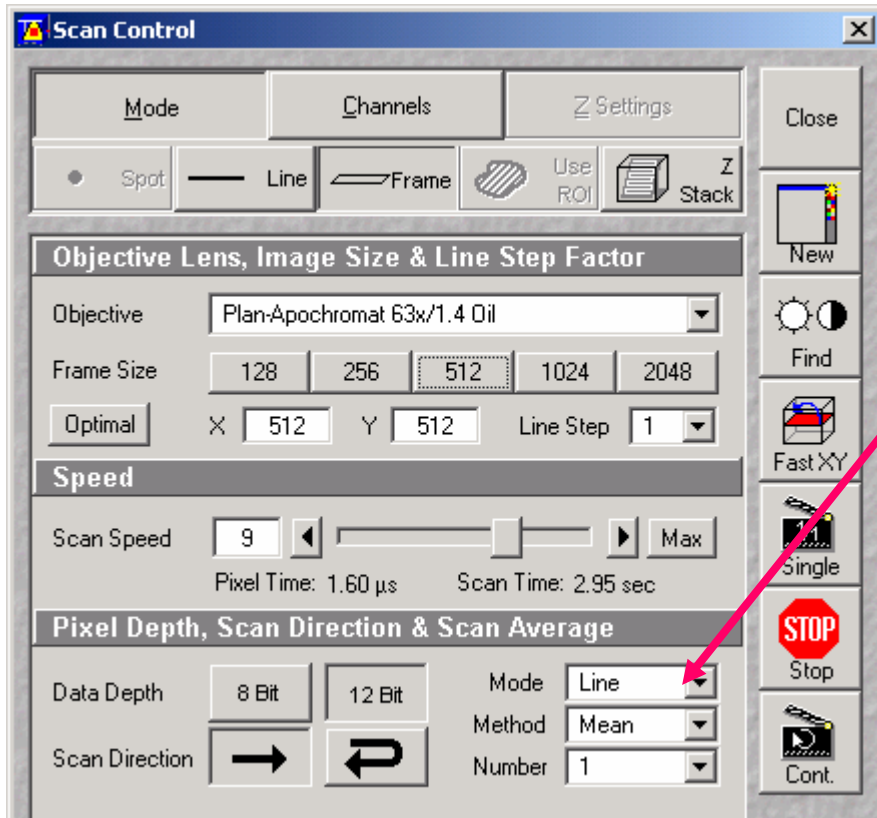 Scan Control
Mode Channels Z Settings Close
Spot Line Frame Use ROI Z Stack
New
Objective Lens, Image Size & Line Step Factor
Objective Plan-Apochromat 63x/1.4 Oil
Find
Frame Size 128 256 512 1024 2048
Optimal X 512 Y 512 Line Step 1
Fast XY
Speed
Scan Speed 9 Max
Single
Pixel Time: 1.60 µs Scan Time: 2.95 sec
Pixel Depth, Scan Direction & Scan Average
STOP
Stop
Data Depth 8 Bit 12 Bit Mode Line
Method Mean
Scan Direction Number 1
Cont.